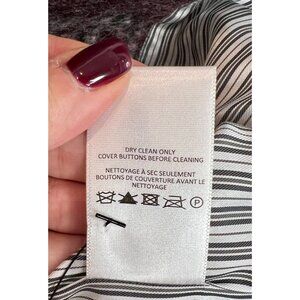 DRY CLEAN ONLY
COVER BUTTONS BEFORE CLEANING
NETTOYAGE À SEC SEULEMENT
BOUTONS DE COUVERTURE AVANT LE
NETTOYAGE
P